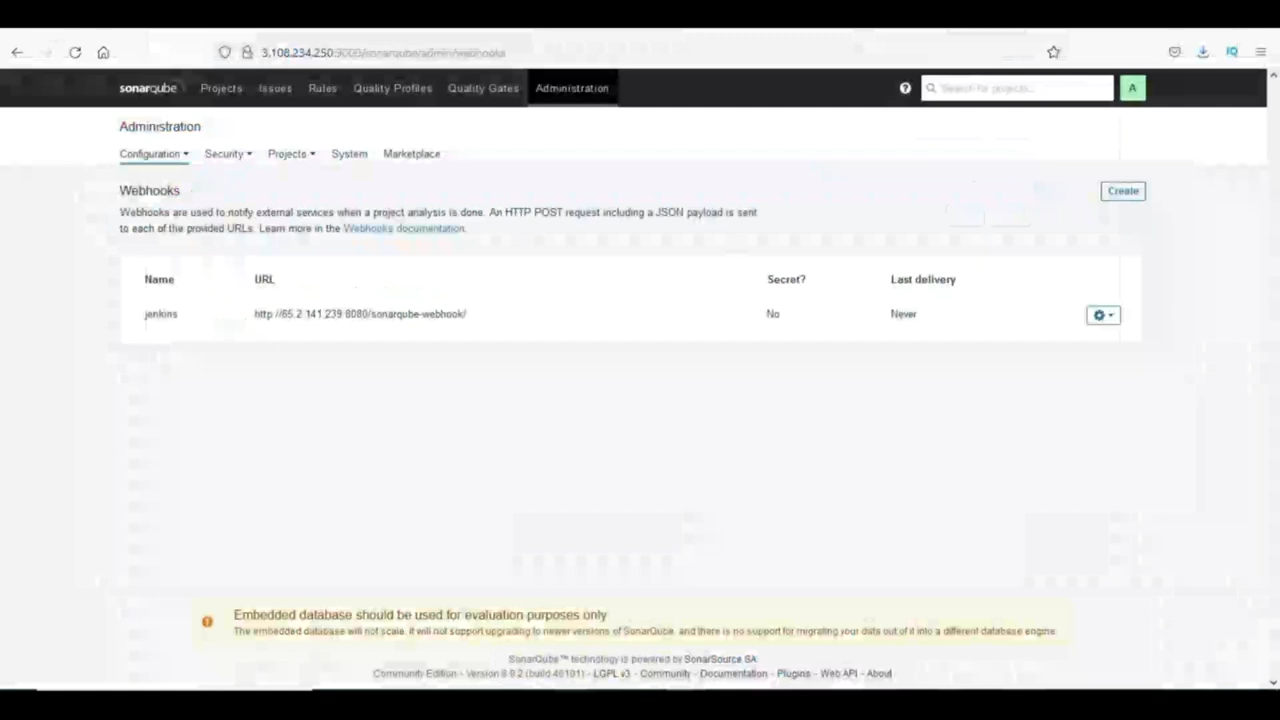 3.108.234.250:9000/sonarqube/admin/webhooks
sonarqube Projects Issues Rules Quality Profiles Quality Gates Administration Search for projects... A
Administration
Configuration Security Projects System Marketplace
Webhooks
Create
Webhooks are used to notify external services when a project analysis is done. An HTTP POST request including a JSON payload is sent
to each of the provided URLs. Learn more in the Webhooks documentation.
Name URL Secret? Last delivery
jenkins http://65.2.141.239:8080/sonarqube-webhook/ No Never
Embedded database should be used for evaluation purposes only
The embedded database will not scale, it will not support upgrading to newer versions of SonarQube, and there is no support for migrating your data out of it into a different database engine.
SonarQube™ technology is powered by SonarSource SA
Community Edition - Version 8.9.2 (build 46101) - LGPL v3 - Community - Documentation - Plugins - Web API - About